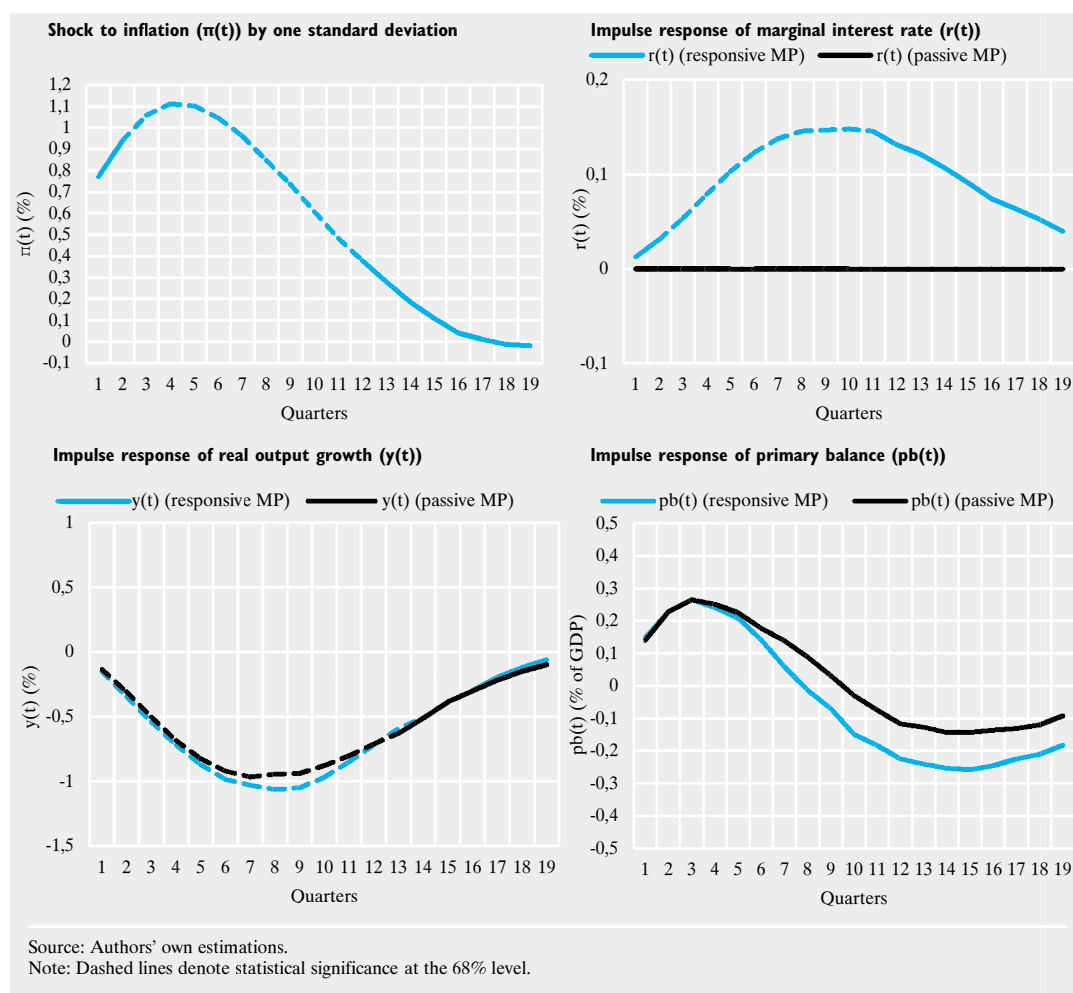 Shock to inflation (π(t)) by one standard deviation
1,2
1,1
1
0,9
0,8
0,7
0,6
0,5
0,4
0,3
0,2
0,1
0
-0,1
π(t) (%)
1 2 3 4 5 6 7 8 9 10 11 12 13 14 15 16 17 18 19
Quarters
Impulse response of marginal interest rate (r(t))
r(t) (responsive MP) r(t) (passive MP)
0,2
0,1
0
-0,1
r(t) (%)
1 2 3 4 5 6 7 8 9 10 11 12 13 14 15 16 17 18 19
Quarters
Impulse response of real output growth (y(t))
y(t) (responsive MP) y(t) (passive MP)
1
0,5
0
-0,5
-1
-1,5
y(t) (%)
1 2 3 4 5 6 7 8 9 10 11 12 13 14 15 16 17 18 19
Quarters
Impulse response of primary balance (pb(t))
pb(t) (responsive MP) pb(t) (passive MP)
0,5
0,4
0,3
0,2
0,1
0
-0,1
-0,2
-0,3
-0,4
-0,5
pb(t) (% of GDP)
1 2 3 4 5 6 7 8 9 10 11 12 13 14 15 16 17 18 19
Quarters
Source: Authors’ own estimations.
Note: Dashed lines denote statistical significance at the 68% level.